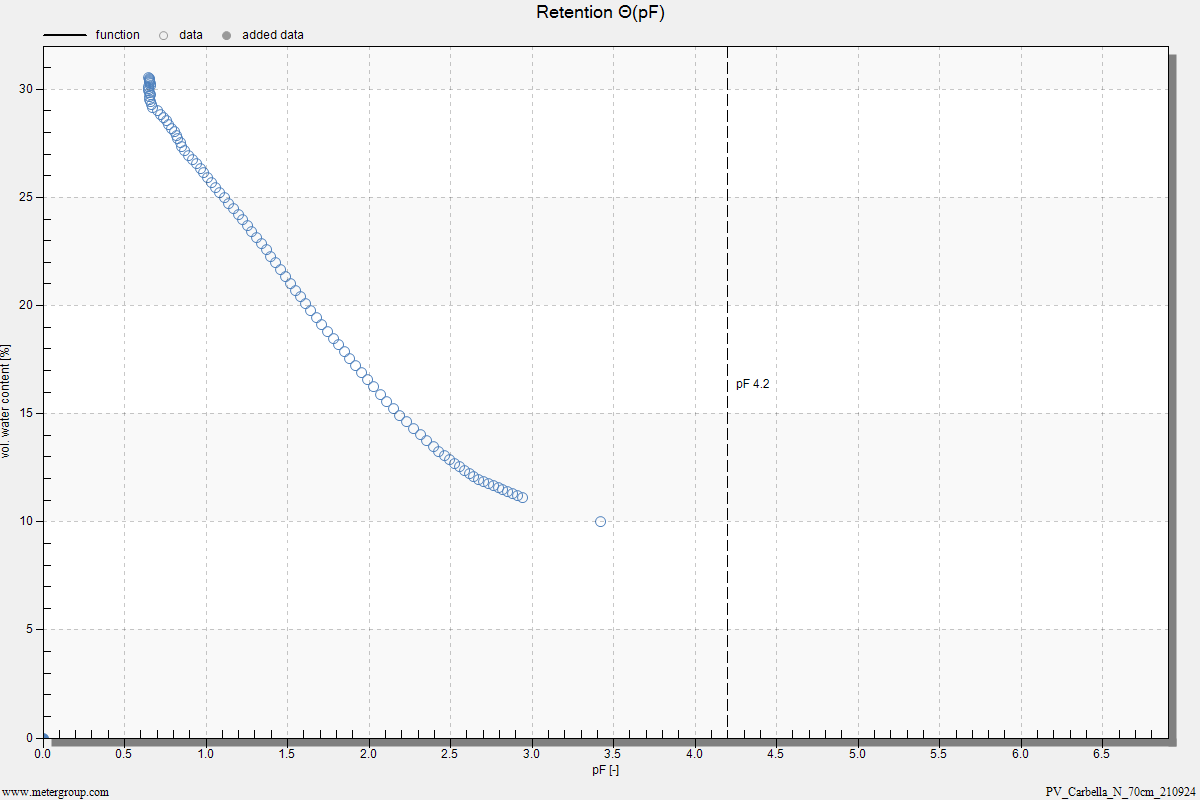 Retention Θ(pF)
function data added data
30
25
20
15
10
5
0
vol. water content [%]
pF 4.2
0.0 0.5 1.0 1.5 2.0 2.5 3.0 3.5 4.0 4.5 5.0 5.5 6.0 6.5
pF [-]
www.metergroup.com PV_Carbella_N_70cm_210924